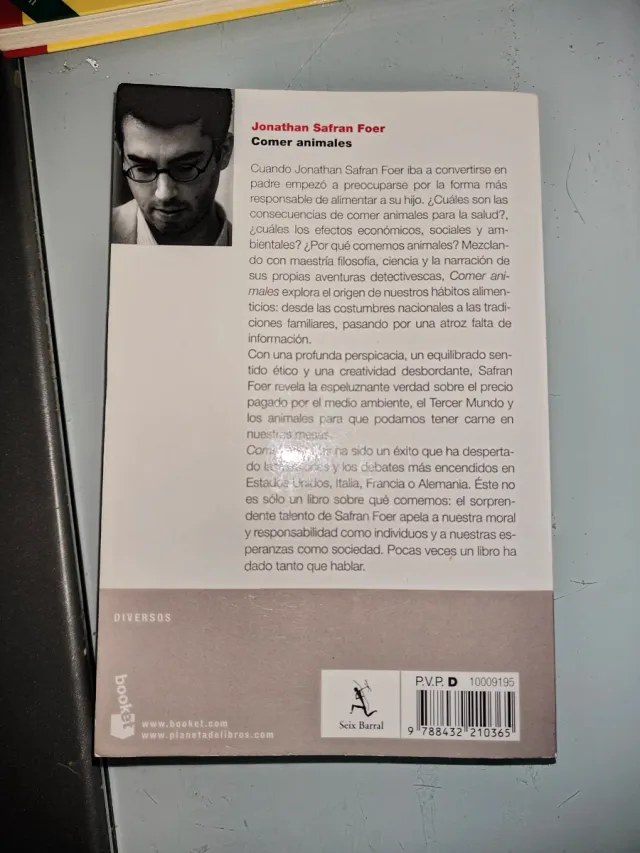 Jonathan Safran Foer
Comer animales
Cuando Jonathan Safran Foer iba a convertirse en
padre empezó a preocuparse por la forma más
responsable de alimentar a su hijo. ¿Cuáles son las
consecuencias de comer animales para la salud?,
¿cuáles los efectos económicos, sociales y am-
bientales? ¿Por qué comemos animales? Mezclan-
do con maestría filosofía, ciencia y la narración de
sus propias aventuras detectivescas, Comer ani-
males explora el origen de nuestros hábitos alimen-
ticios: desde las costumbres nacionales a las tradi-
ciones familiares, pasando por una atroz falta de
información.
Con una profunda perspicacia, un equilibrado sen-
tido ético y una creatividad desbordante, Safran
Foer revela la espeluznante verdad sobre el precio
pagado por el medio ambiente, el Tercer Mundo y
los animales para que podamos tener carne en
nuestras mesas.
ha sido un éxito que ha desperta-
do y los debates más encendidos en
Estados Unidos, Italia, Francia o Alemania. Éste no
es sólo un libro sobre qué comemos: el sorpren-
dente talento de Safran Foer apela a nuestra moral
y responsabilidad como individuos y a nuestras es-
peranzas como sociedad. Pocas veces un libro ha
dado tanto que hablar.
DIVERSOS
booket
www.booket.com
www.planetadelibros.com
Seix Barral
P.V.P. D 10009195
9 788432 210365